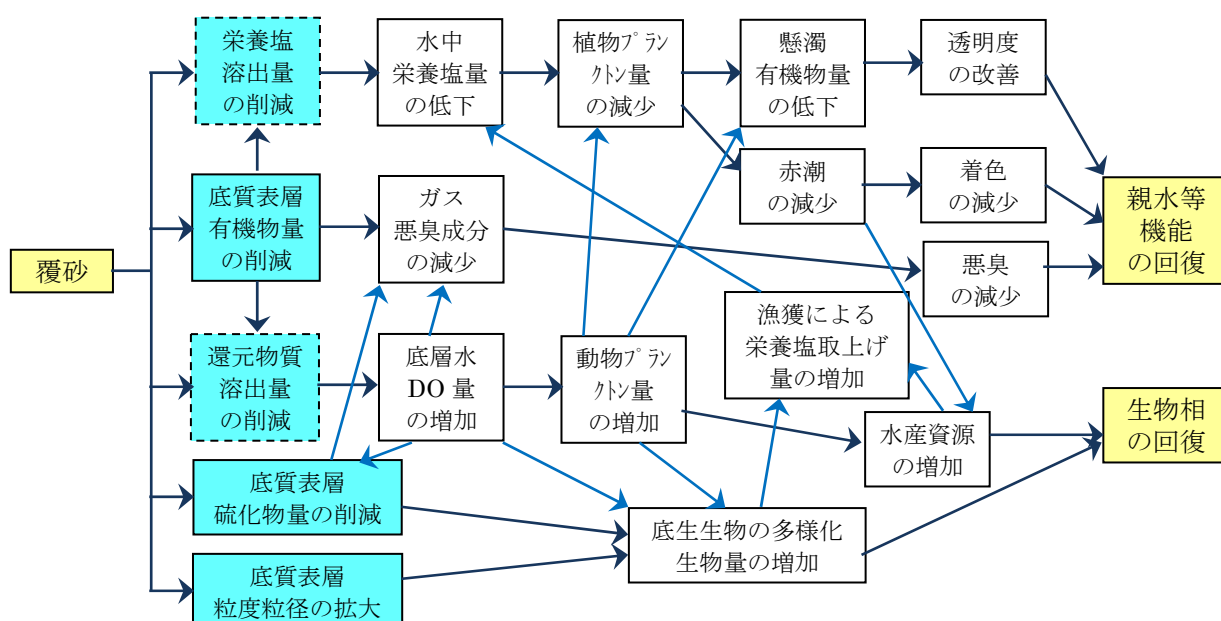 栄養塩
溶出量
の削減
水中
栄養塩量
の低下
植物ﾌﾟﾗﾝ
ｸﾄﾝ量
の減少
懸濁
有機物量
の低下
透明度
の改善
赤潮
の減少
着色
の減少
底質表層
有機物量
の削減
ガス
悪臭成分
の減少
親水等
機能
の回復
覆砂
悪臭
の減少
漁獲による
栄養塩取上げ
量の増加
還元物質
溶出量
の削減
底層水
DO 量
の増加
動物ﾌﾟﾗﾝ
ｸﾄﾝ量
の増加
水産資源
の増加
生物相
の回復
底質表層
硫化物量の削減
底生生物の多様化
生物量の増加
底質表層
粒度粒径の拡大